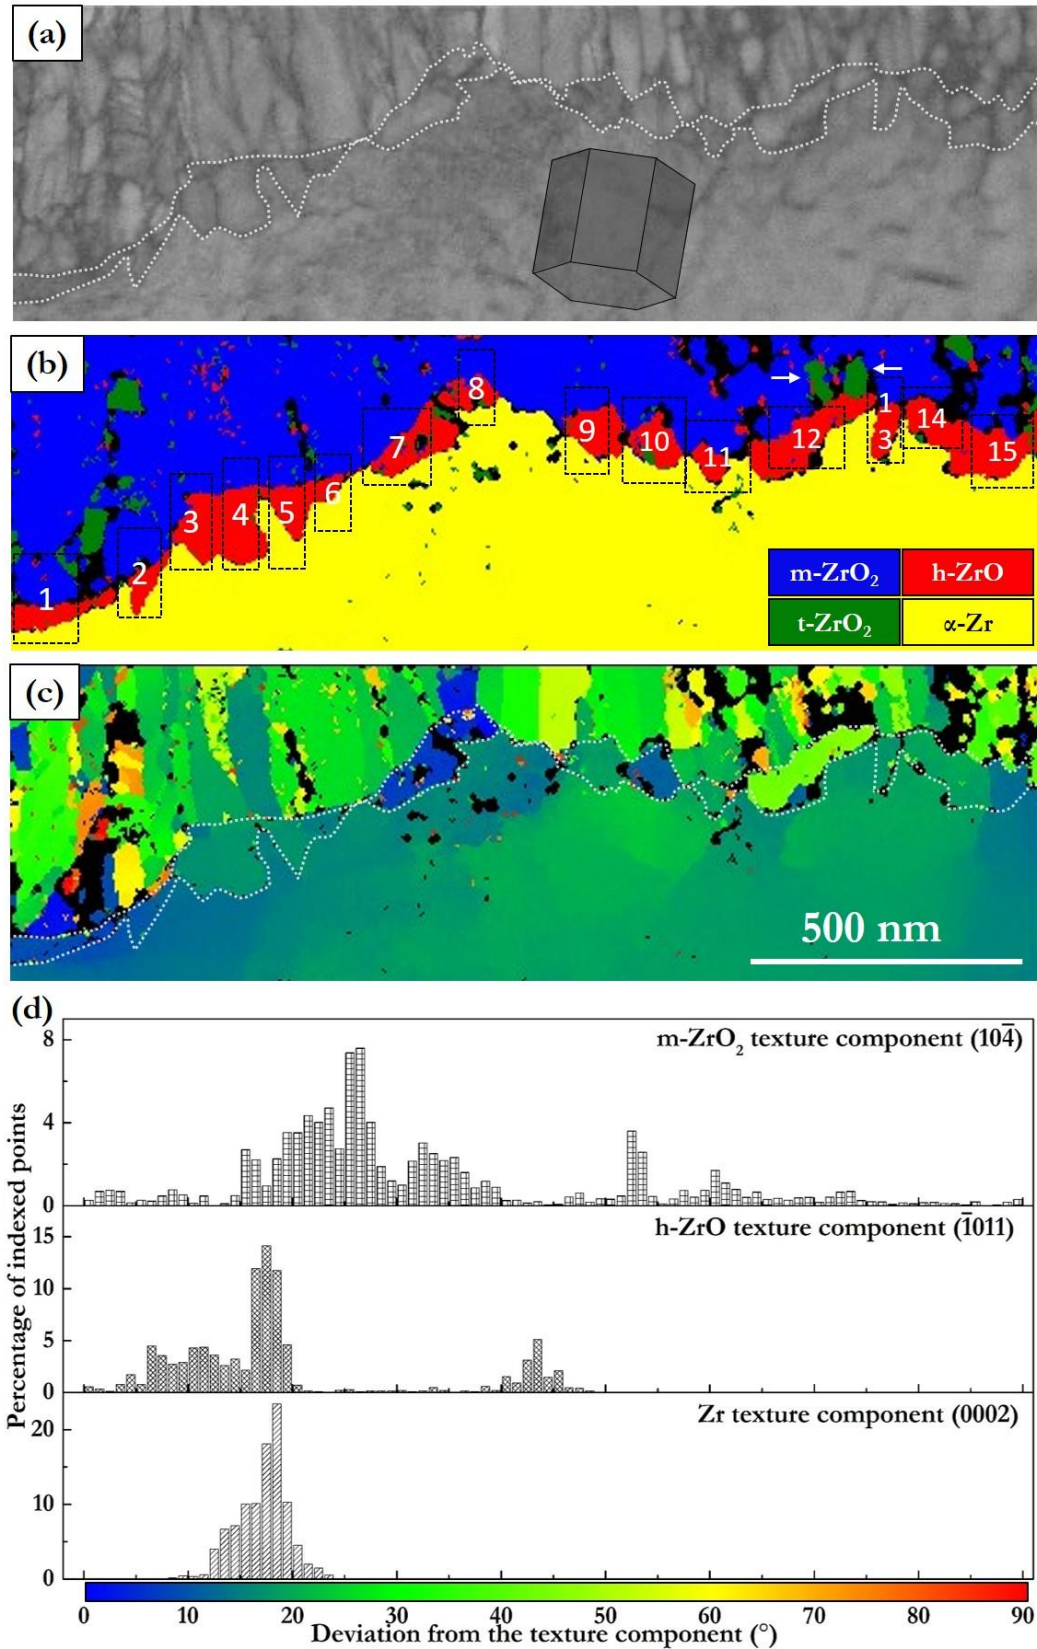 (a)
(b)
8
1
7
9
14
10
12
15
11
3
6
3
4
5
2
1
m-ZrO₂ h-ZrO
t-ZrO₂ α-Zr
(c)
500 nm
(d)
8
m-ZrO₂ texture component (104̄)
4
0
15
h-ZrO texture component (1̄011)
10
5
0
Zr texture component (0002)
20
10
0
Percentage of indexed points
0 10 20 30 40 50 60 70 80 90
Deviation from the texture component (°)